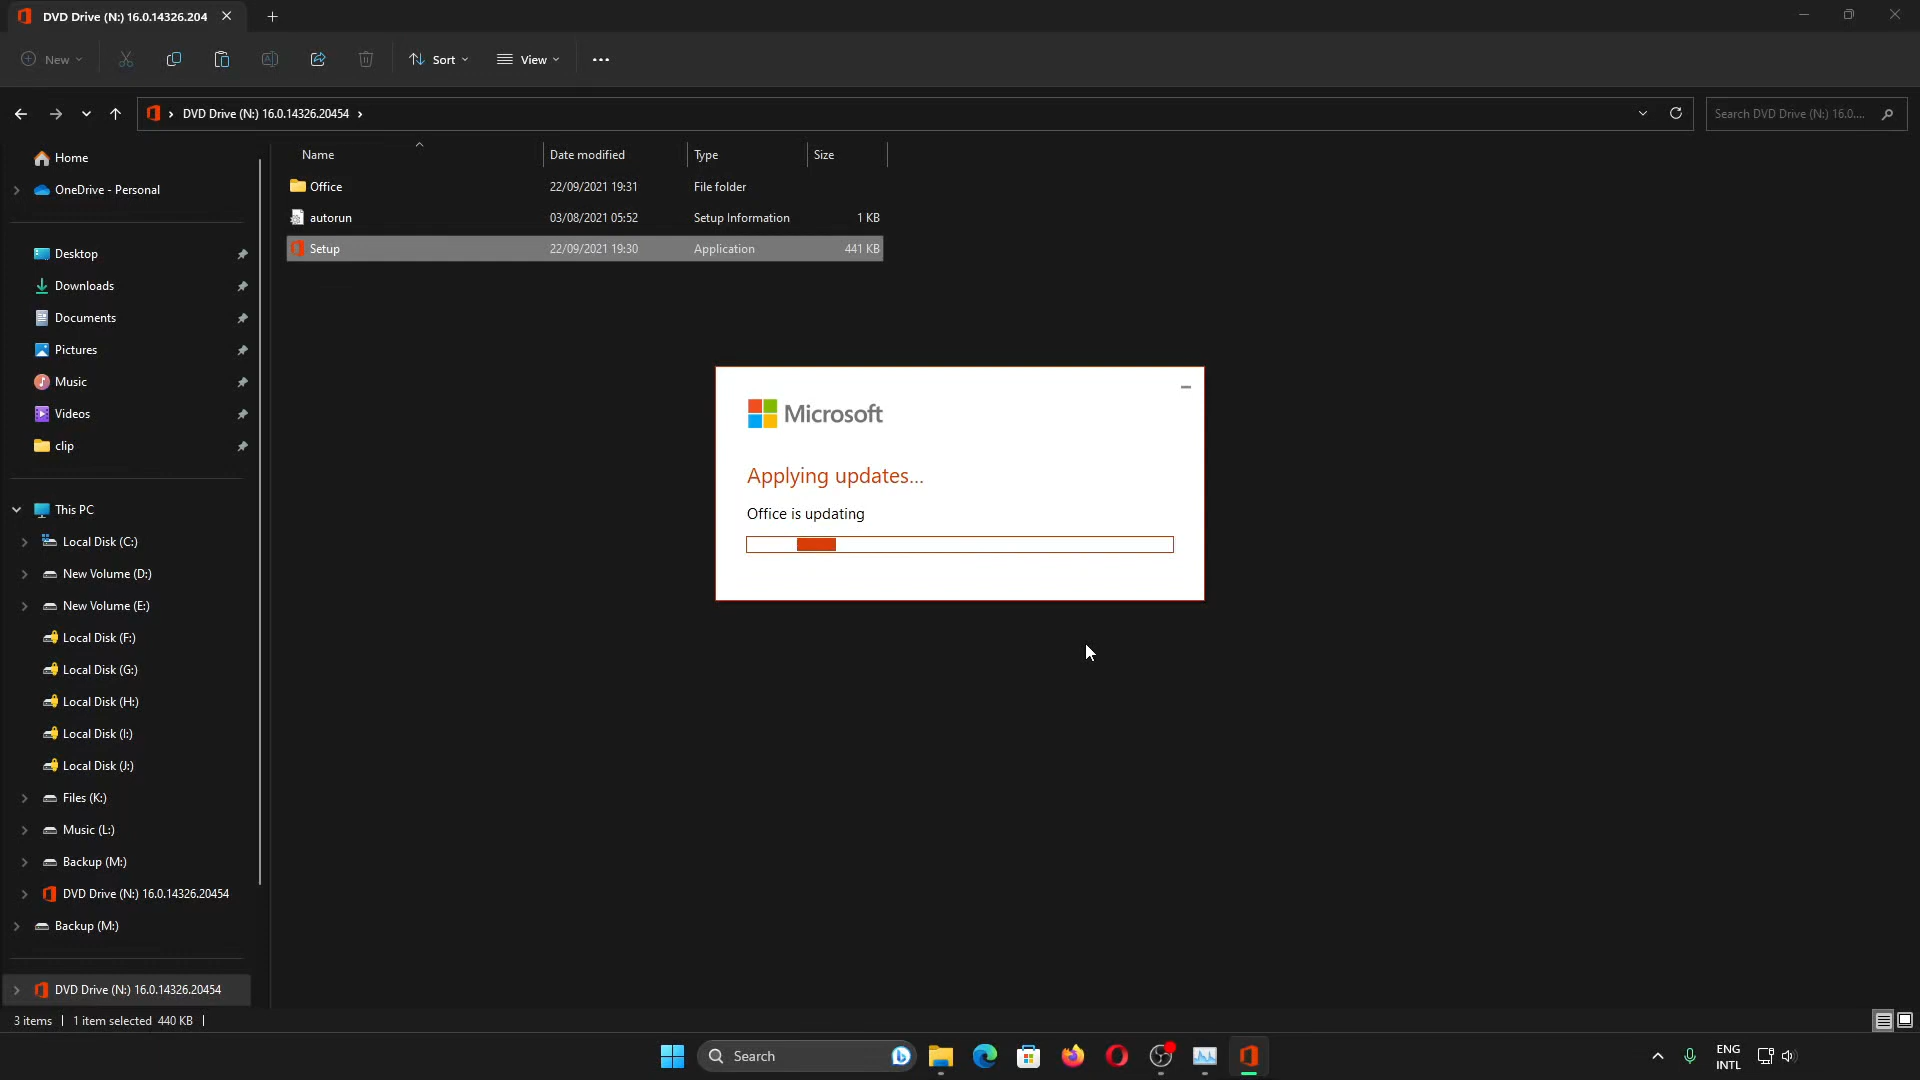 DVD Drive (N:) 16.0.14326.204
New
Sort
View
DVD Drive (N:) 16.0.14326.20454
Search DVD Drive (N:) 16.0....
Name Date modified Type Size
Office 22/09/2021 19:31 File folder
autorun 03/08/2021 05:52 Setup Information 1 KB
Setup 22/09/2021 19:30 Application 441 KB
Home
OneDrive - Personal
Desktop
Downloads
Documents
Pictures
Music
Videos
clip
This PC
Local Disk (C:)
New Volume (D:)
New Volume (E:)
Local Disk (F:)
Local Disk (G:)
Local Disk (H:)
Local Disk (I:)
Local Disk (J:)
Files (K:)
Music (L:)
Backup (M:)
DVD Drive (N:) 16.0.14326.20454
Backup (M:)
DVD Drive (N:) 16.0.14326.20454
Microsoft
Applying updates...
Office is updating
3 items 1 item selected 440 KB
Search
ENG
INTL